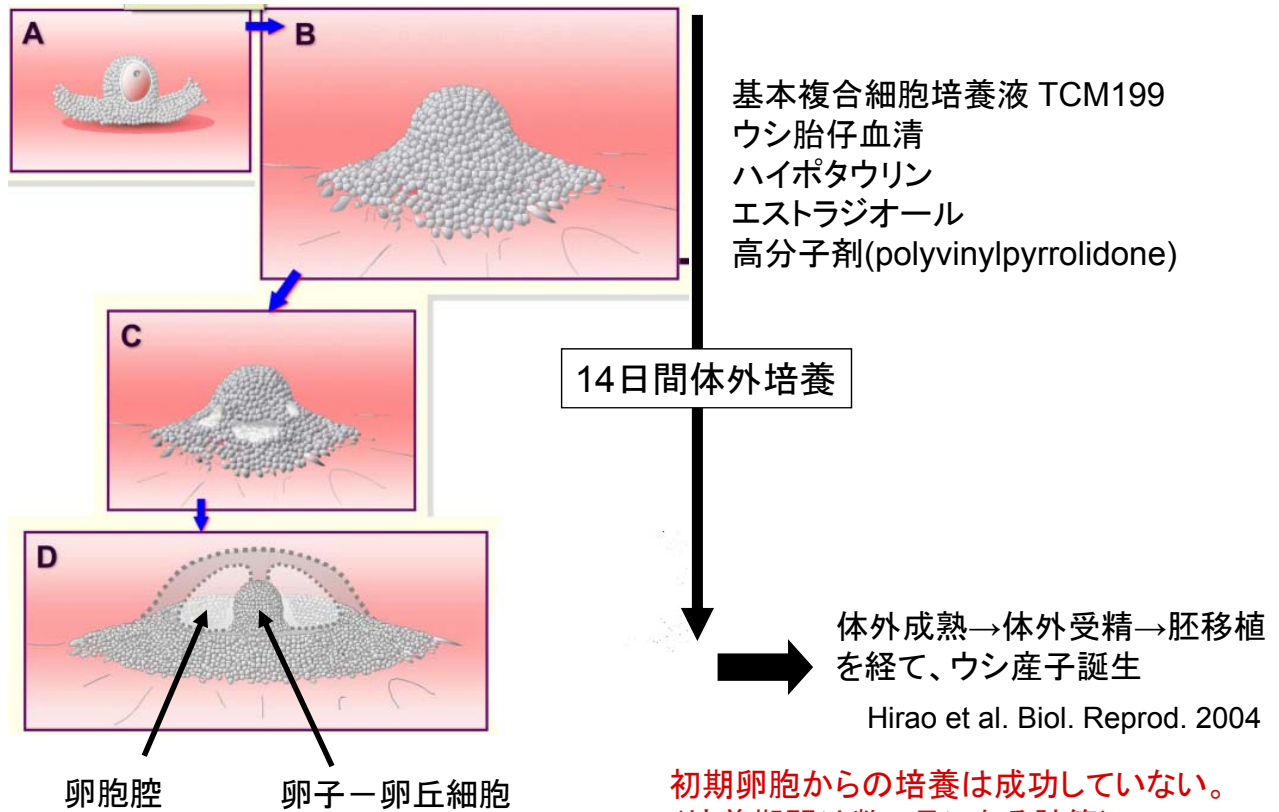 A
B
基本複合細胞培養液 TCM199
ウシ胎仔血清
ハイポタウリン
エストラジオール
高分子剤(polyvinylpyrrolidone)
C
14日間体外培養
D
体外成熟→体外受精→胚移植
を経て、ウシ産子誕生
Hirao et al. Biol. Reprod. 2004
卵胞腔
卵子－卵丘細胞
初期卵胞からの培養は成功していない。